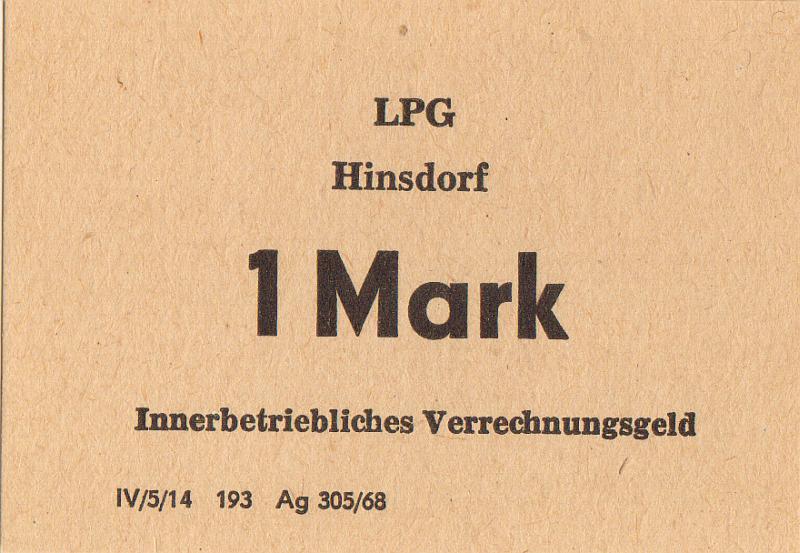 LPG
Hinsdorf
1 Mark
Innerbetriebliches Verrechnungsgeld
IV/5/14 193 Ag 305/68